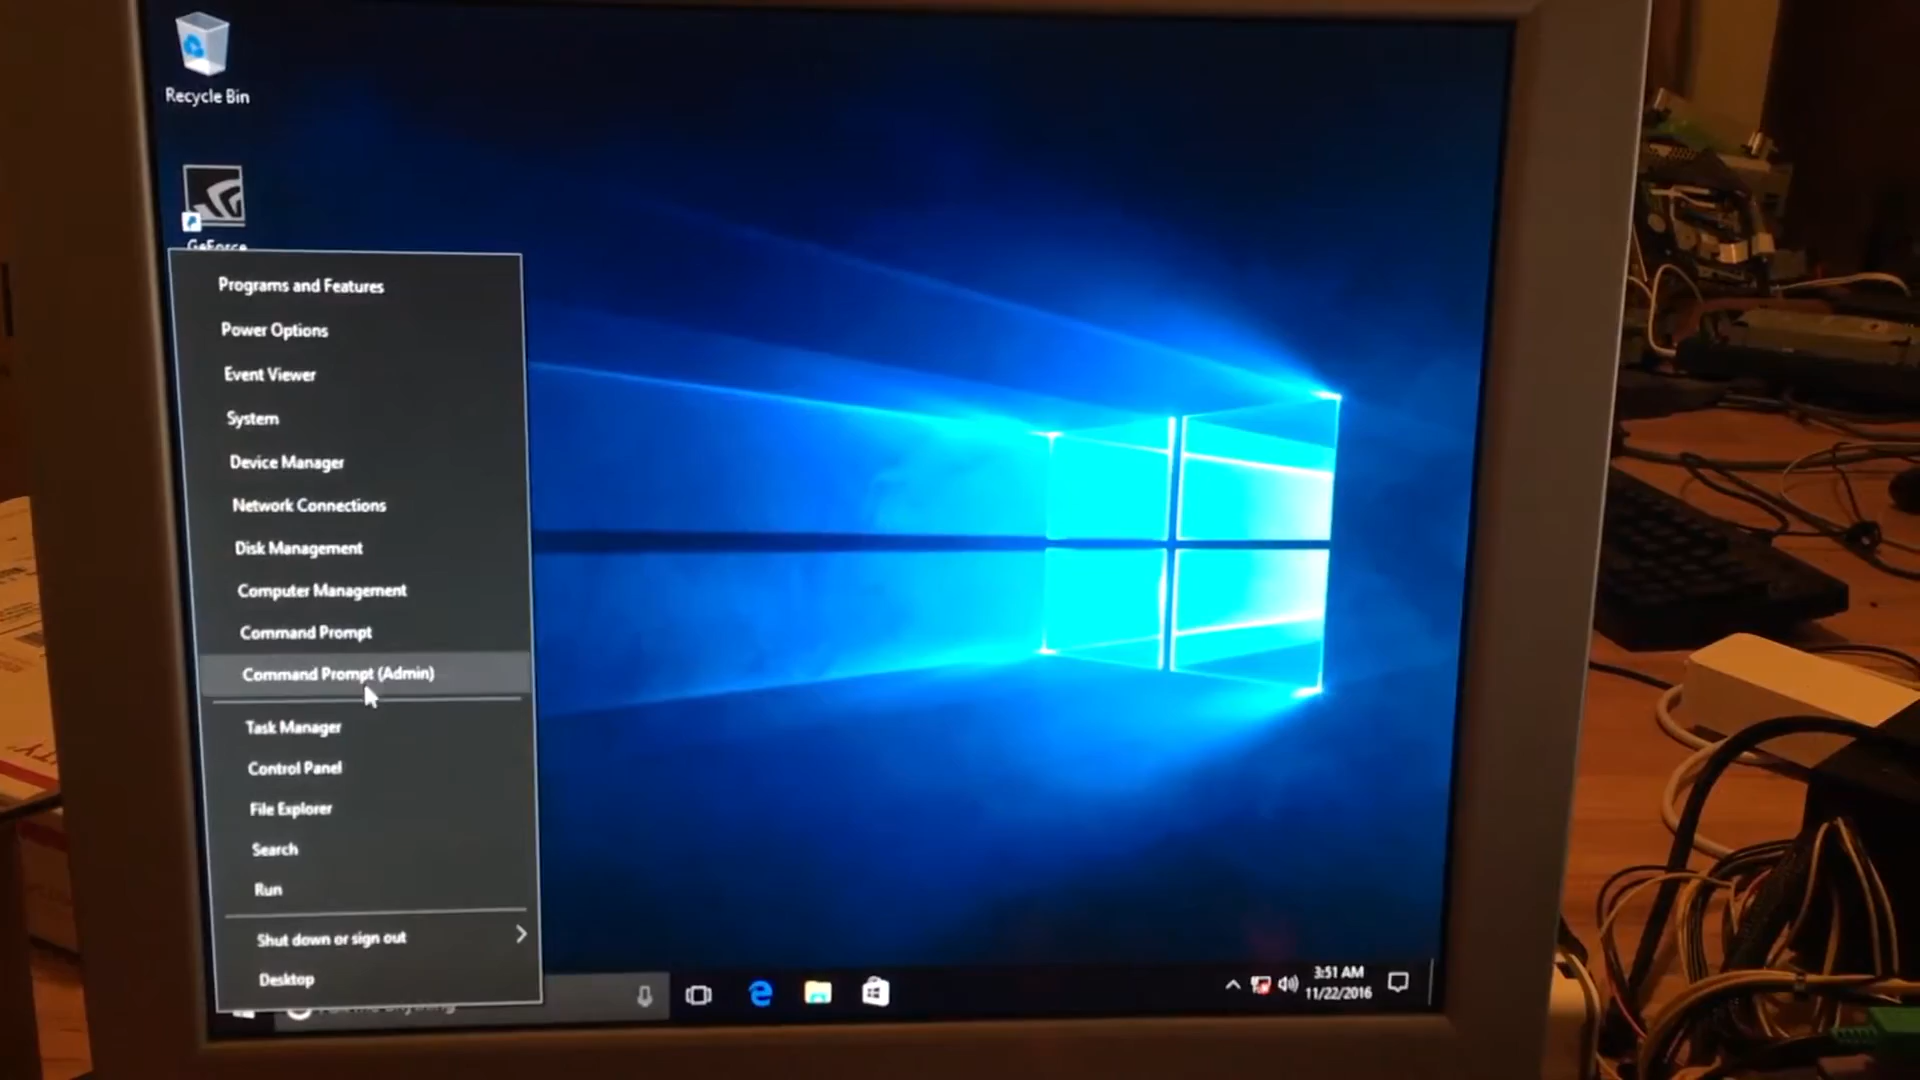 Recycle Bin
GeForce
Programs and Features
Power Options
Event Viewer
System
Device Manager
Network Connections
Disk Management
Computer Management
Command Prompt
Command Prompt (Admin)
Task Manager
Control Panel
File Explorer
Search
Run
Shut down or sign out
Desktop
3:51 AM
11/22/2016